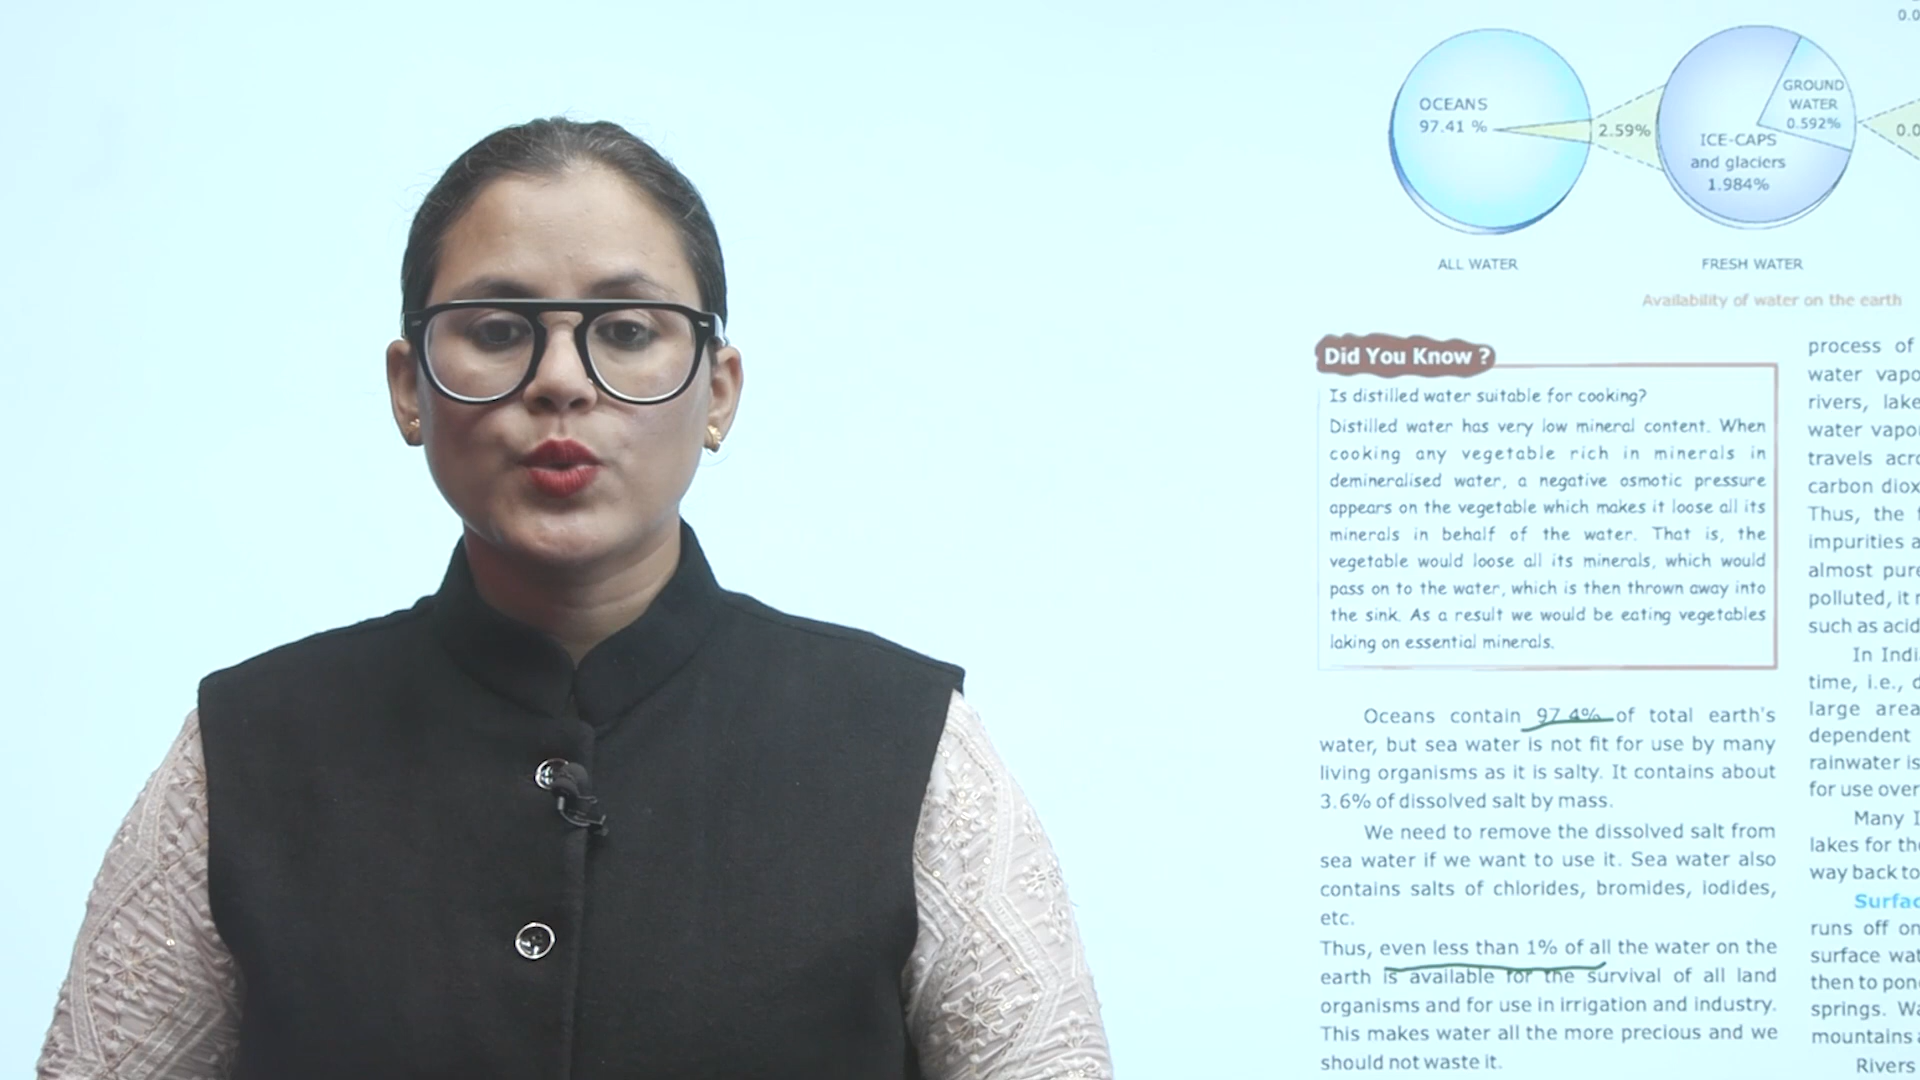 0.0
OCEANS
97.41 %
2.59%
GROUND
WATER
0.592%
ICE-CAPS
and glaciers
1.984%
0.0
ALL WATER
FRESH WATER
Availability of water on the earth
Did You Know ?
Is distilled water suitable for cooking?
Distilled water has very low mineral content. When
cooking any vegetable rich in minerals in
demineralised water, a negative osmotic pressure
appears on the vegetable which makes it loose all its
minerals in behalf of the water. That is, the
vegetable would loose all its minerals, which would
pass on to the water, which is then thrown away into
the sink. As a result we would be eating vegetables
laking on essential minerals.
Oceans contain 97.4% of total earth's
water, but sea water is not fit for use by many
living organisms as it is salty. It contains about
3.6% of dissolved salt by mass.
We need to remove the dissolved salt from
sea water if we want to use it. Sea water also
contains salts of chlorides, bromides, iodides,
etc.
Thus, even less than 1% of all the water on the
earth is available for the survival of all land
organisms and for use in irrigation and industry.
This makes water all the more precious and we
should not waste it.
process of
water vapo
rivers, lake
water vapo
travels acro
carbon diox
Thus, the
impurities a
almost pure
polluted, it
such as acid
In Indi
time, i.e.,
large area
dependent
rainwater is
for use over
Many I
lakes for the
way back to
Surfac
runs off on
surface wat
then to pon
springs. Wa
mountains a
Rivers